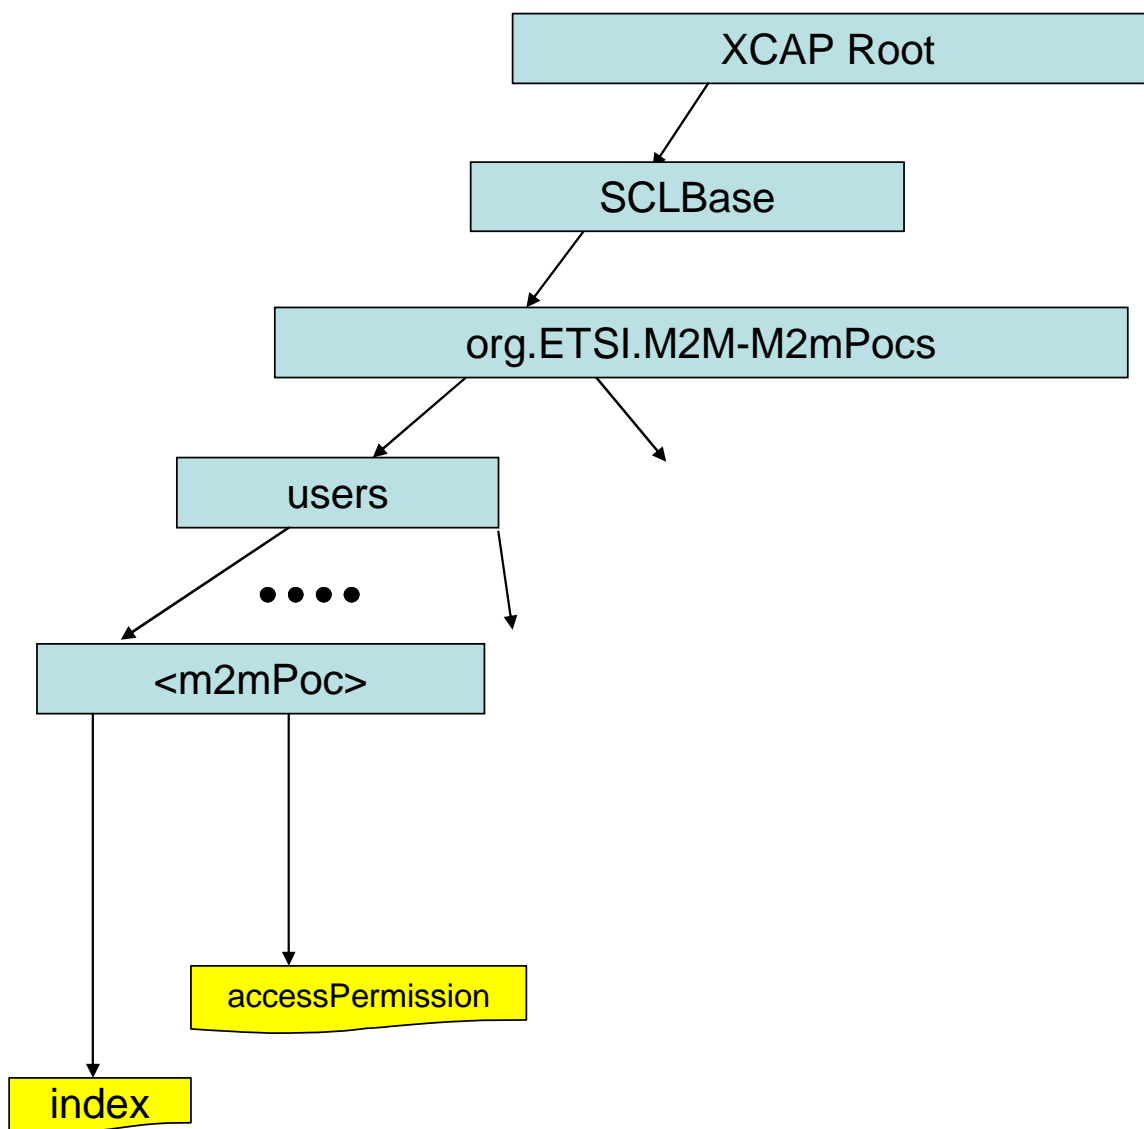 XCAP Root
SCLBase
org.ETSI.M2M-M2mPocs
users
<m2mPoc>
accessPermission
index